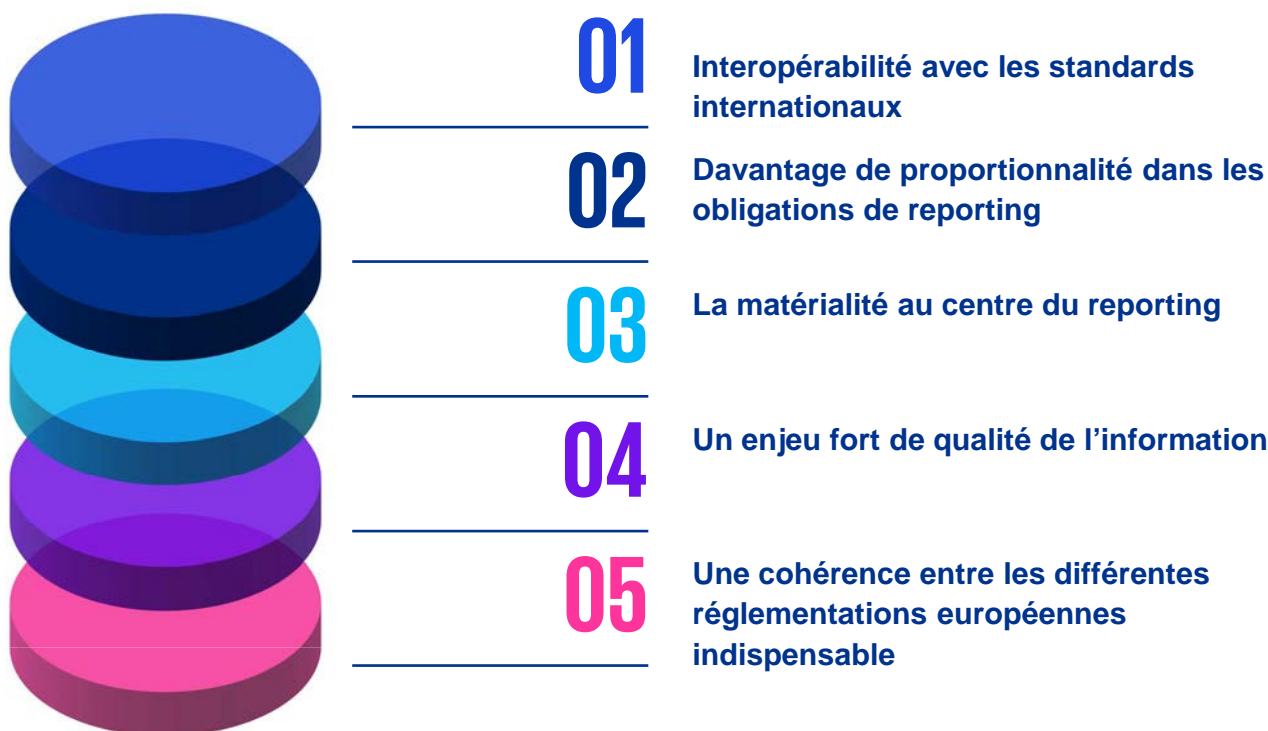 01
Interopérabilité avec les standards
internationaux
02
Davantage de proportionnalité dans les
obligations de reporting
03
La matérialité au centre du reporting
04
Un enjeu fort de qualité de l’information
05
Une cohérence entre les différentes
réglementations européennes
indispensable